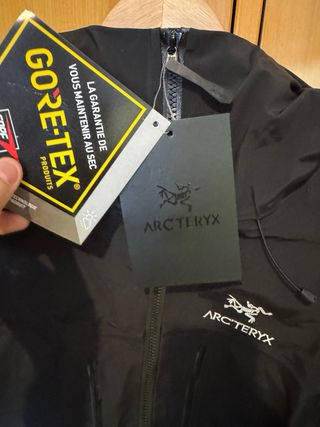 GORE-TEX®
PRODUITS
LA GARANTIE DE
VOUS MAINTENIR AU SEC
ARC'TERYX
ARC'TERYX